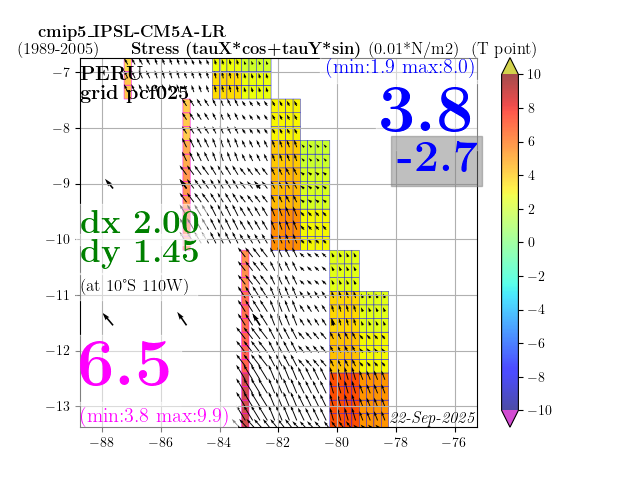 cmip5_IPSL-CM5A-LR
(1989-2005) Stress (tauX*cos+tauY*sin) (0.01*N/m2) (T point)
PERU
grid pcf025
(min:1.9 max:8.0)
3.8
-2.7
dx 2.00
dy 1.45
(at 10°S 110W)
6.5
(min:3.8 max:9.9)
22-Sep-2025
−7
−8
−9
−10
−11
−12
−13
−88 −86 −84 −82 −80 −78 −76
10
8
6
4
2
0
−2
−4
−6
−8
−10